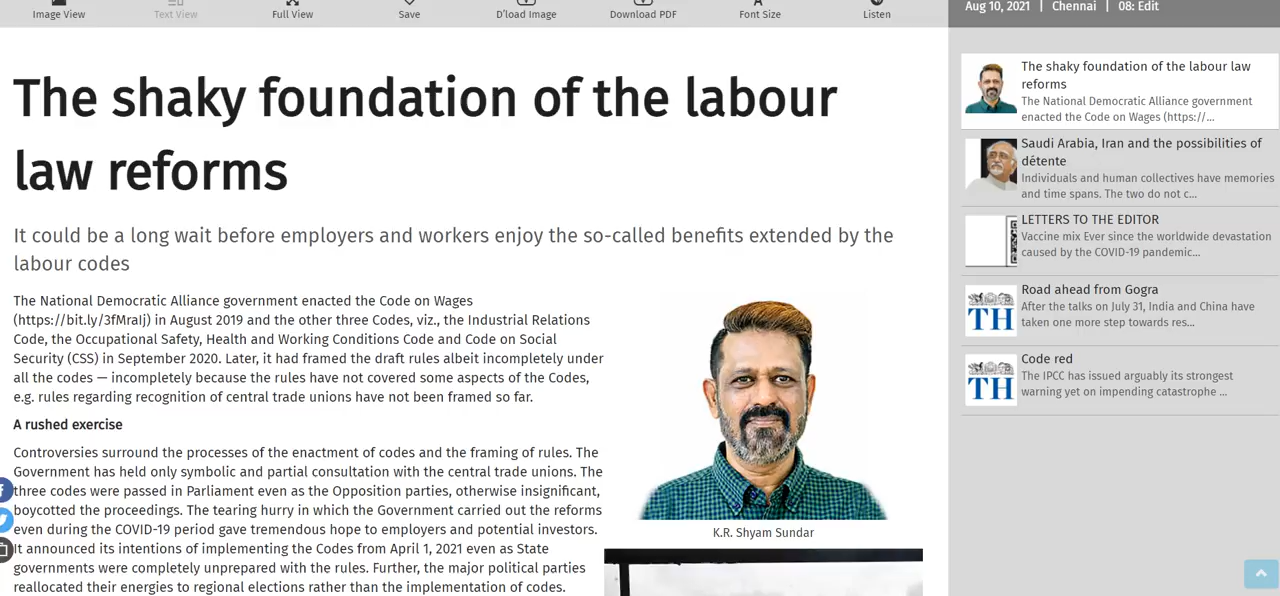 Image View
Text View
Full View
Save
D'load Image
Download PDF
Font Size
Listen
Aug 10, 2021 | Chennai | 08: Edit
The shaky foundation of the labour
law reforms
It could be a long wait before employers and workers enjoy the so-called benefits extended by the
labour codes
The National Democratic Alliance government enacted the Code on Wages
(https://bit.ly/3fMraIj) in August 2019 and the other three Codes, viz., the Industrial Relations
Code, the Occupational Safety, Health and Working Conditions Code and Code on Social
Security (CSS) in September 2020. Later, it had framed the draft rules albeit incompletely under
all the codes — incompletely because the rules have not covered some aspects of the Codes,
e.g. rules regarding recognition of central trade unions have not been framed so far.
A rushed exercise
Controversies surround the processes of the enactment of codes and the framing of rules. The
Government has held only symbolic and partial consultation with the central trade unions. The
three codes were passed in Parliament even as the Opposition parties, otherwise insignificant,
boycotted the proceedings. The tearing hurry in which the Government carried out the reforms
even during the COVID-19 period gave tremendous hope to employers and potential investors.
It announced its intentions of implementing the Codes from April 1, 2021 even as State
governments were completely unprepared with the rules. Further, the major political parties
reallocated their energies to regional elections rather than the implementation of codes.
K.R. Shyam Sundar
The shaky foundation of the labour law
reforms
The National Democratic Alliance government
enacted the Code on Wages (https://...
Saudi Arabia, Iran and the possibilities of
détente
Individuals and human collectives have memories
and time spans. The two do not c...
LETTERS TO THE EDITOR
Vaccine mix Ever since the worldwide devastation
caused by the COVID-19 pandemic...
TH
Road ahead from Gogra
After the talks on July 31, India and China have
taken one more step towards res...
TH
Code red
The IPCC has issued arguably its strongest
warning yet on impending catastrophe ...